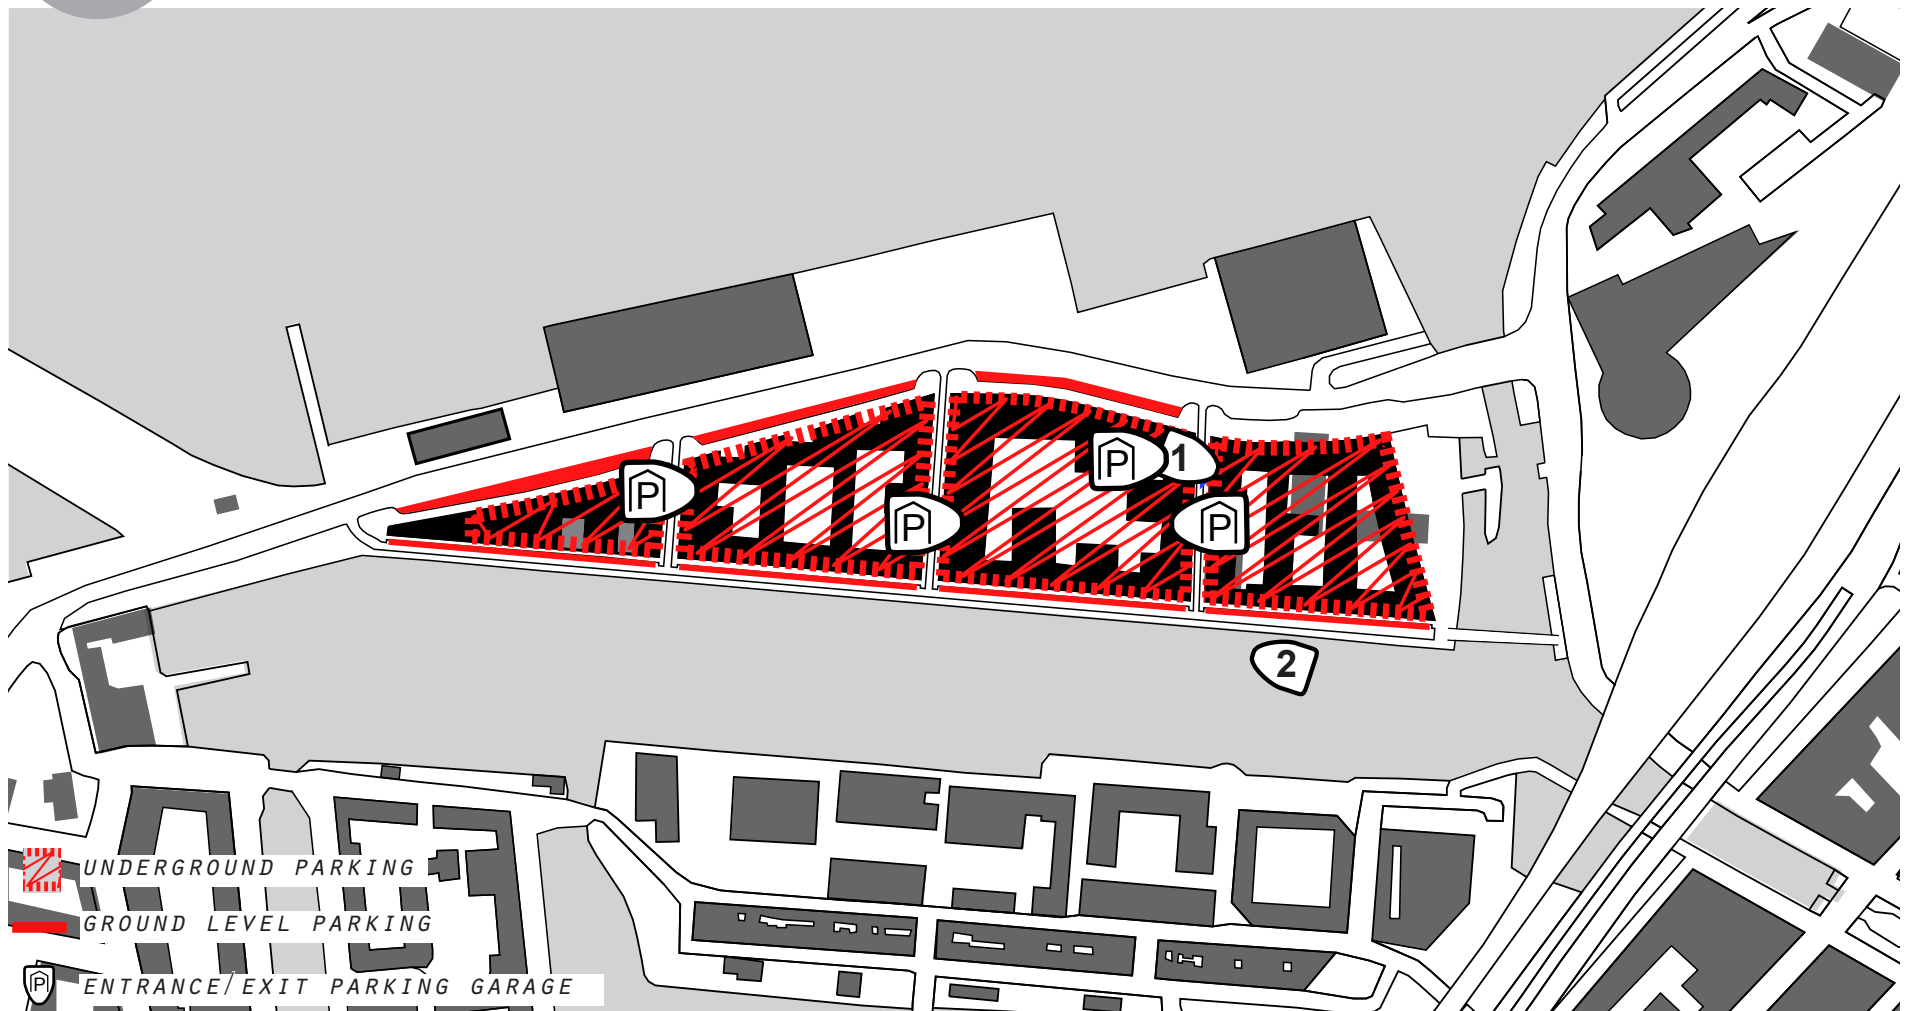 P
P
1
P
P
2
UNDERGROUND PARKING
GROUND LEVEL PARKING
P
ENTRANCE/EXIT PARKING GARAGE